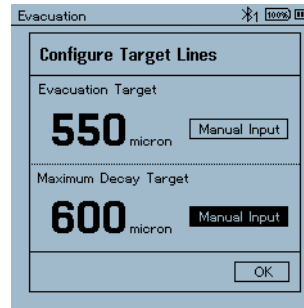 Evacuation 1 100%
Configure Target Lines
Evacuation Target
550 micron Manual Input
Maximum Decay Target
600 micron Manual Input
OK